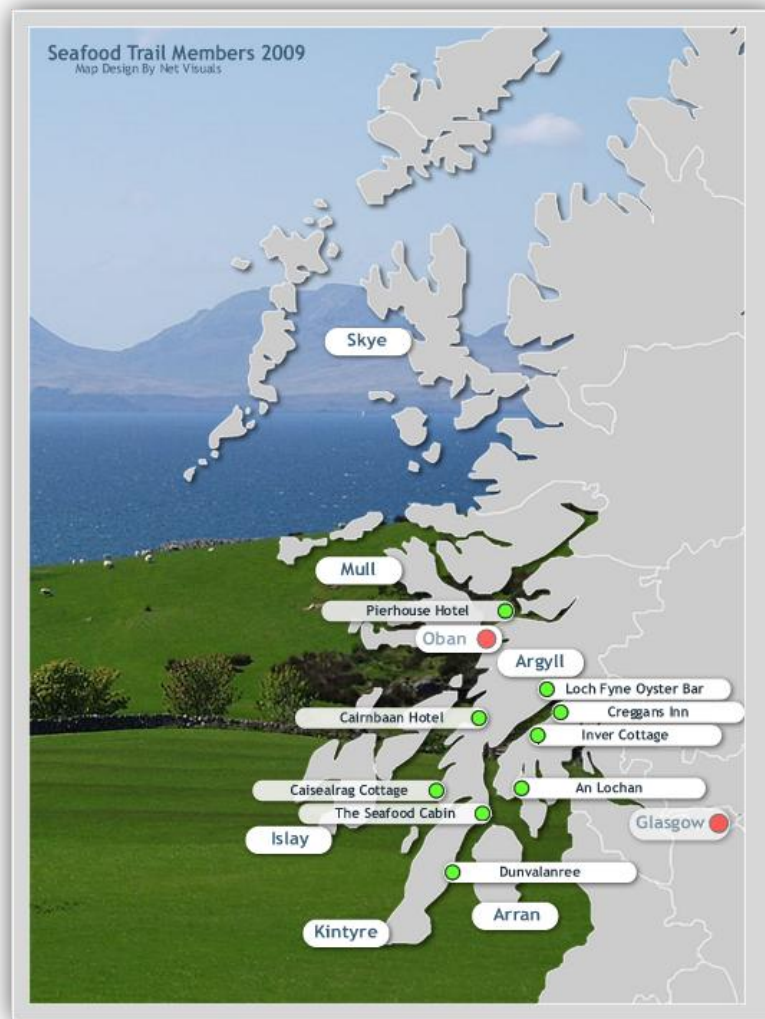 Seafood Trail Members 2009
Map Design By Net Visuals
Skye
Mull
Pierhouse Hotel
Oban
Argyll
Loch Fyne Oyster Bar
Creggans Inn
Cairnbaan Hotel
Inver Cottage
Caisealrag Cottage
An Lochan
The Seafood Cabin
Glasgow
Islay
Dunvalanree
Arran
Kintyre